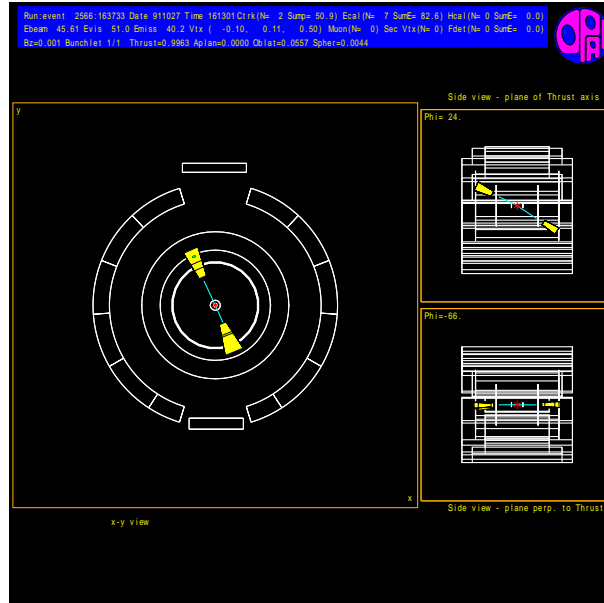 Run:event 2566:163733 Date 911027 Time 161301 Ctrk(N= 2 Sump= 50.9) Ecal(N= 7 SumE= 82.6) Hcal(N= 0 SumE= 0.0)
Ebeam 45.61 Evis 51.0 Emiss 40.2 Vtx ( -0.10, 0.11, 0.50) Muon(N= 0) Sec Vtx(N= 0) Fdet(N= 0 SumE= 0.0)
Bz=0.001 Bunchlet 1/1 Thrust=0.9963 Aplan=0.0000 Oblat=0.0557 Spher=0.0044
Side view - plane of Thrust axis
y
Phi= 24.
Phi=-66.
x
Side view - plane perp. to Thrust
x-y view